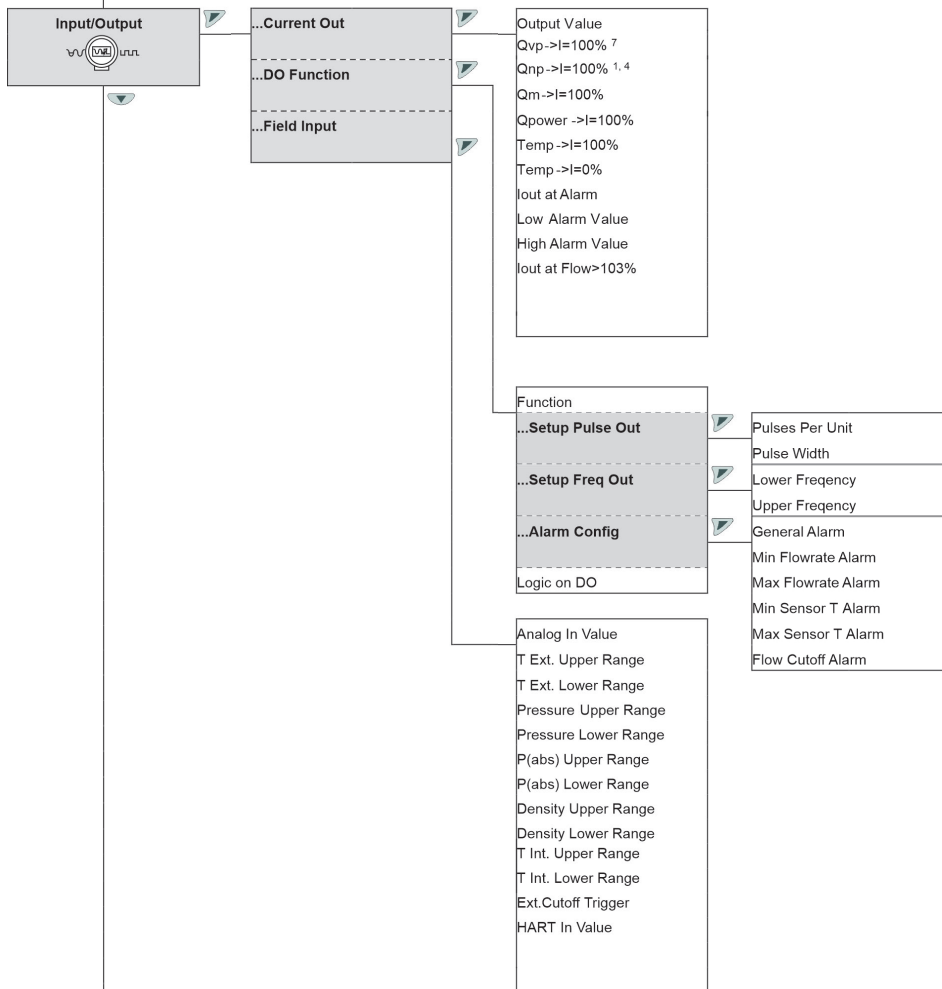 Input/Output
...Current Out
...DO Function
...Field Input
Output Value
Qvp->I=100% 7
Qnp->I=100% 1, 4
Qm->I=100%
Qpower ->I=100%
Temp->I=100%
Temp->I=0%
Iout at Alarm
Low Alarm Value
High Alarm Value
Iout at Flow>103%
Function
...Setup Pulse Out
...Setup Freq Out
...Alarm Config
Logic on DO
Pulses Per Unit
Pulse Width
Lower Freqency
Upper Freqency
General Alarm
Min Flowrate Alarm
Max Flowrate Alarm
Min Sensor T Alarm
Max Sensor T Alarm
Flow Cutoff Alarm
Analog In Value
T Ext. Upper Range
T Ext. Lower Range
Pressure Upper Range
Pressure Lower Range
P(abs) Upper Range
P(abs) Lower Range
Density Upper Range
Density Lower Range
T Int. Upper Range
T Int. Lower Range
Ext.Cutoff Trigger
HART In Value